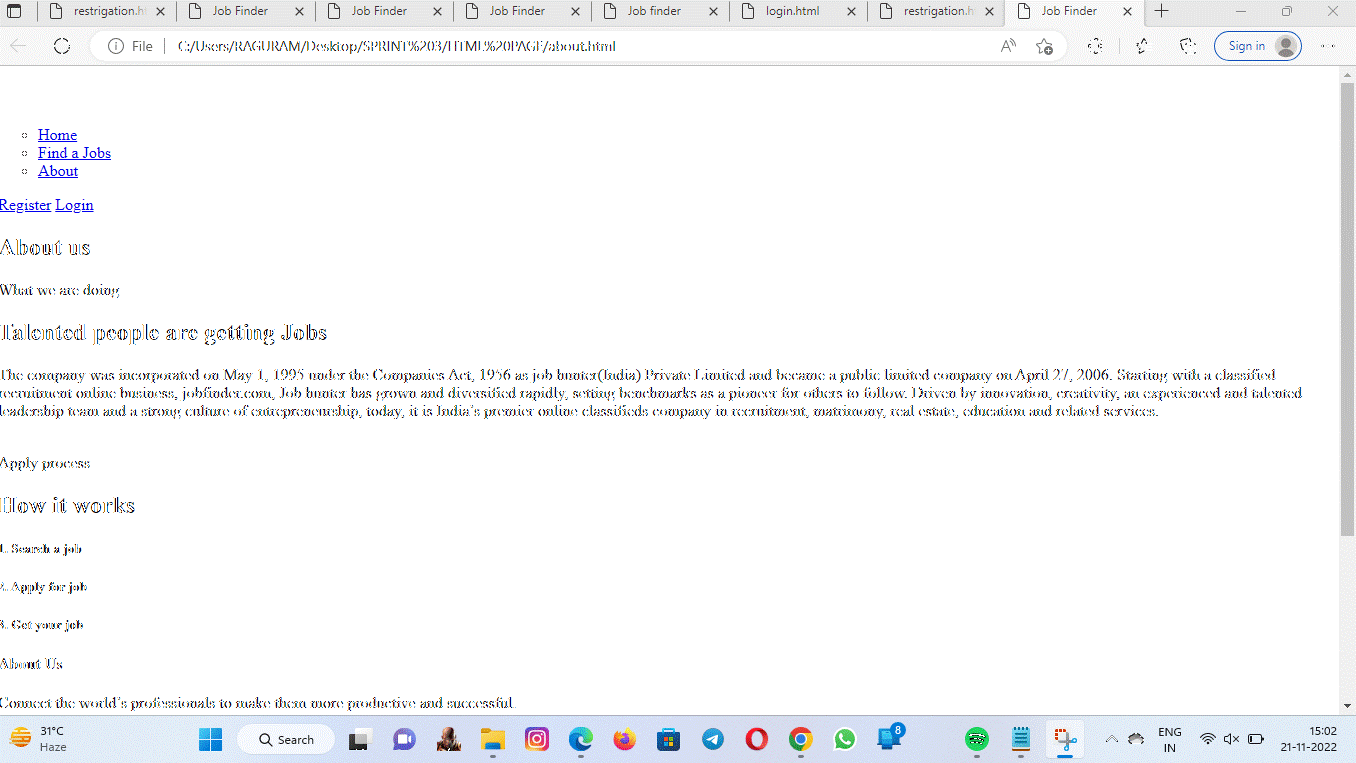 restrigation.h
Job Finder
Job Finder
Job Finder
Job finder
login.html
restrigation.h
Job Finder
File
C:/Users/RAGURAM/Desktop/SPRINT%203/HTML%20PAGE/about.html
Sign in
Home
Find a Jobs
About
Register Login
About us
What we are doing
Talented people are getting Jobs
The company was incorporated on May 1, 1995 under the Companies Act, 1956 as job hunter(India) Private Limited and became a public limited company on April 27, 2006. Starting with a classified
recruitment online business, jobfinder.com, Job hunter has grown and diversified rapidly, setting benchmarks as a pioneer for others to follow. Driven by innovation, creativity, an experienced and talented
leadership team and a strong culture of entrepreneurship, today, it is India's premier online classifieds company in recruitment, matrimony, real estate, education and related services.
Apply process
How it works
1. Search a job
2. Apply for job
3. Get your job
About Us
Connect the world's professionals to make them more productive and successful.
31°C
Haze
Search
8
ENG
IN
15:02
21-11-2022